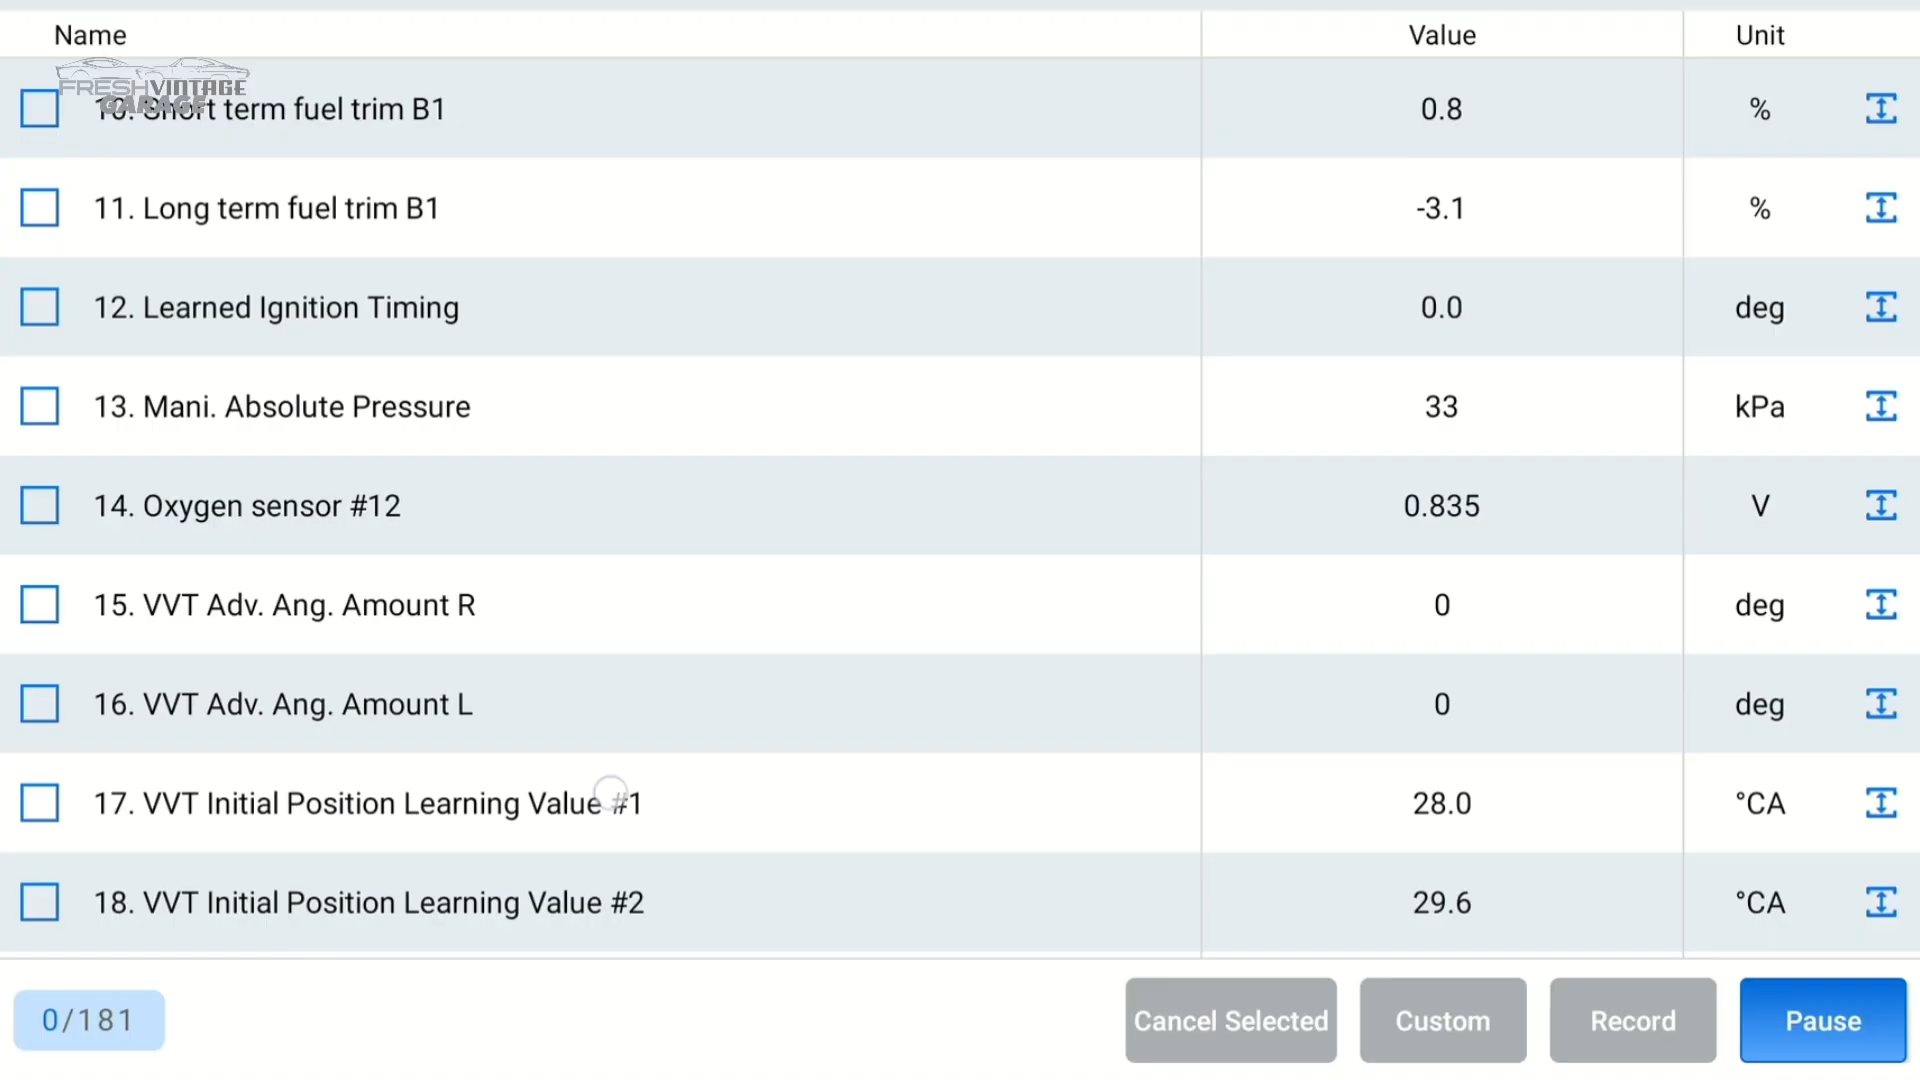 Name Value Unit
FRESHVINTAGE
GARAGE
10. Short term fuel trim B1 0.8 %
11. Long term fuel trim B1 -3.1 %
12. Learned Ignition Timing 0.0 deg
13. Mani. Absolute Pressure 33 kPa
14. Oxygen sensor #12 0.835 V
15. VVT Adv. Ang. Amount R 0 deg
16. VVT Adv. Ang. Amount L 0 deg
17. VVT Initial Position Learning Value #1 28.0 °CA
18. VVT Initial Position Learning Value #2 29.6 °CA
0/181 Cancel Selected Custom Record Pause